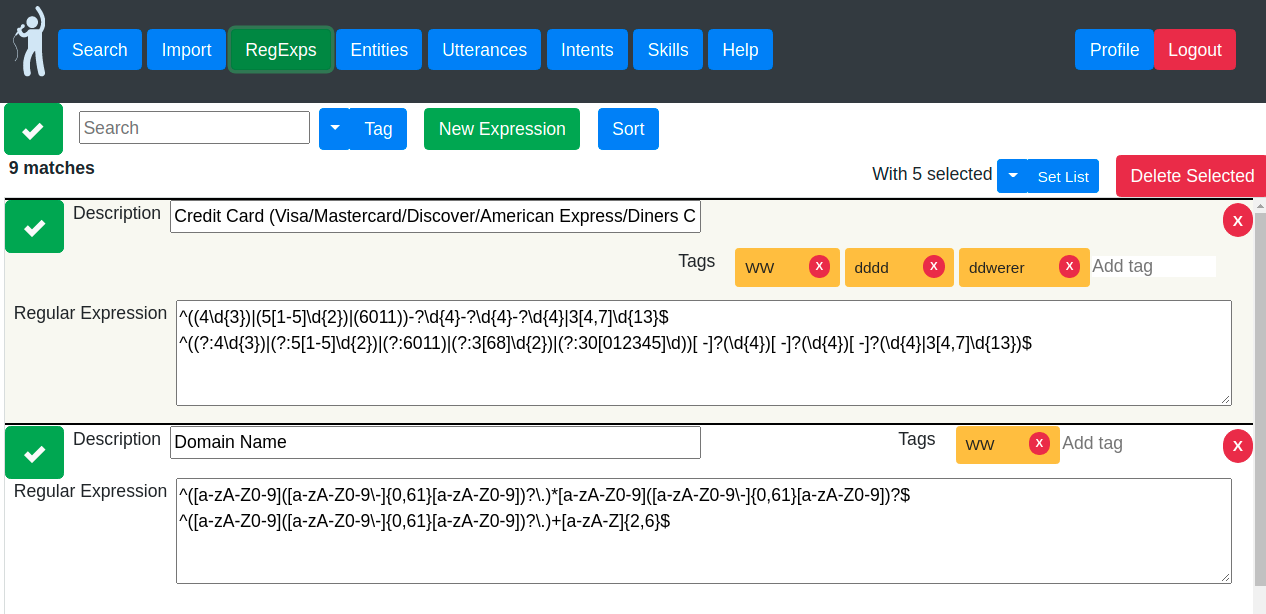 Search Import RegExps Entities Utterances Intents Skills Help Profile Logout
Search Tag New Expression Sort
9 matches With 5 selected Set List Delete Selected
Description Credit Card (Visa/Mastercard/Discover/American Express/Diners C X
Tags WW X dddd X ddwerer X Add tag
Regular Expression ^((4\d{3})|(5[1-5]\d{2})|(6011))-?\d{4}-?\d{4}-?\d{4}|3[4,7]\d{13}$
^((?:4\d{3})|(?:5[1-5]\d{2})|(?:6011)|(?:3[68]\d{2})|(?:30[012345]\d))[ -]?(\d{4})[ -]?(\d{4})[ -]?(\d{4}|3[4,7]\d{13})$
Description Domain Name Tags WW X Add tag X
Regular Expression ^([a-zA-Z0-9]([a-zA-Z0-9\-]{0,61}[a-zA-Z0-9])?\.)*[a-zA-Z0-9]([a-zA-Z0-9\-]{0,61}[a-zA-Z0-9])?$
^([a-zA-Z0-9]([a-zA-Z0-9\-]{0,61}[a-zA-Z0-9])?\.)+[a-zA-Z]{2,6}$